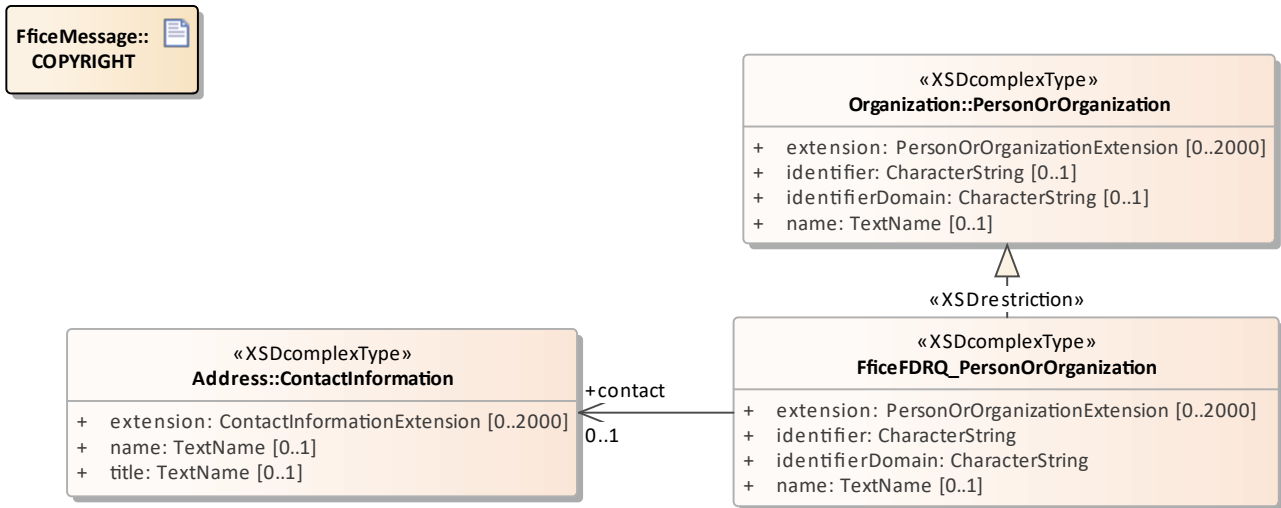 FficeMessage::
COPYRIGHT
«XSDcomplexType»
Organization::PersonOrOrganization
+ extension: PersonOrOrganizationExtension [0..2000]
+ identifier: CharacterString [0..1]
+ identifierDomain: CharacterString [0..1]
+ name: TextName [0..1]
«XSDrestriction»
«XSDcomplexType»
Address::ContactInformation
+ extension: ContactInformationExtension [0..2000]
+ name: TextName [0..1]
+ title: TextName [0..1]
+contact
0..1
«XSDcomplexType»
FficeFDRQ_PersonOrOrganization
+ extension: PersonOrOrganizationExtension [0..2000]
+ identifier: CharacterString
+ identifierDomain: CharacterString
+ name: TextName [0..1]